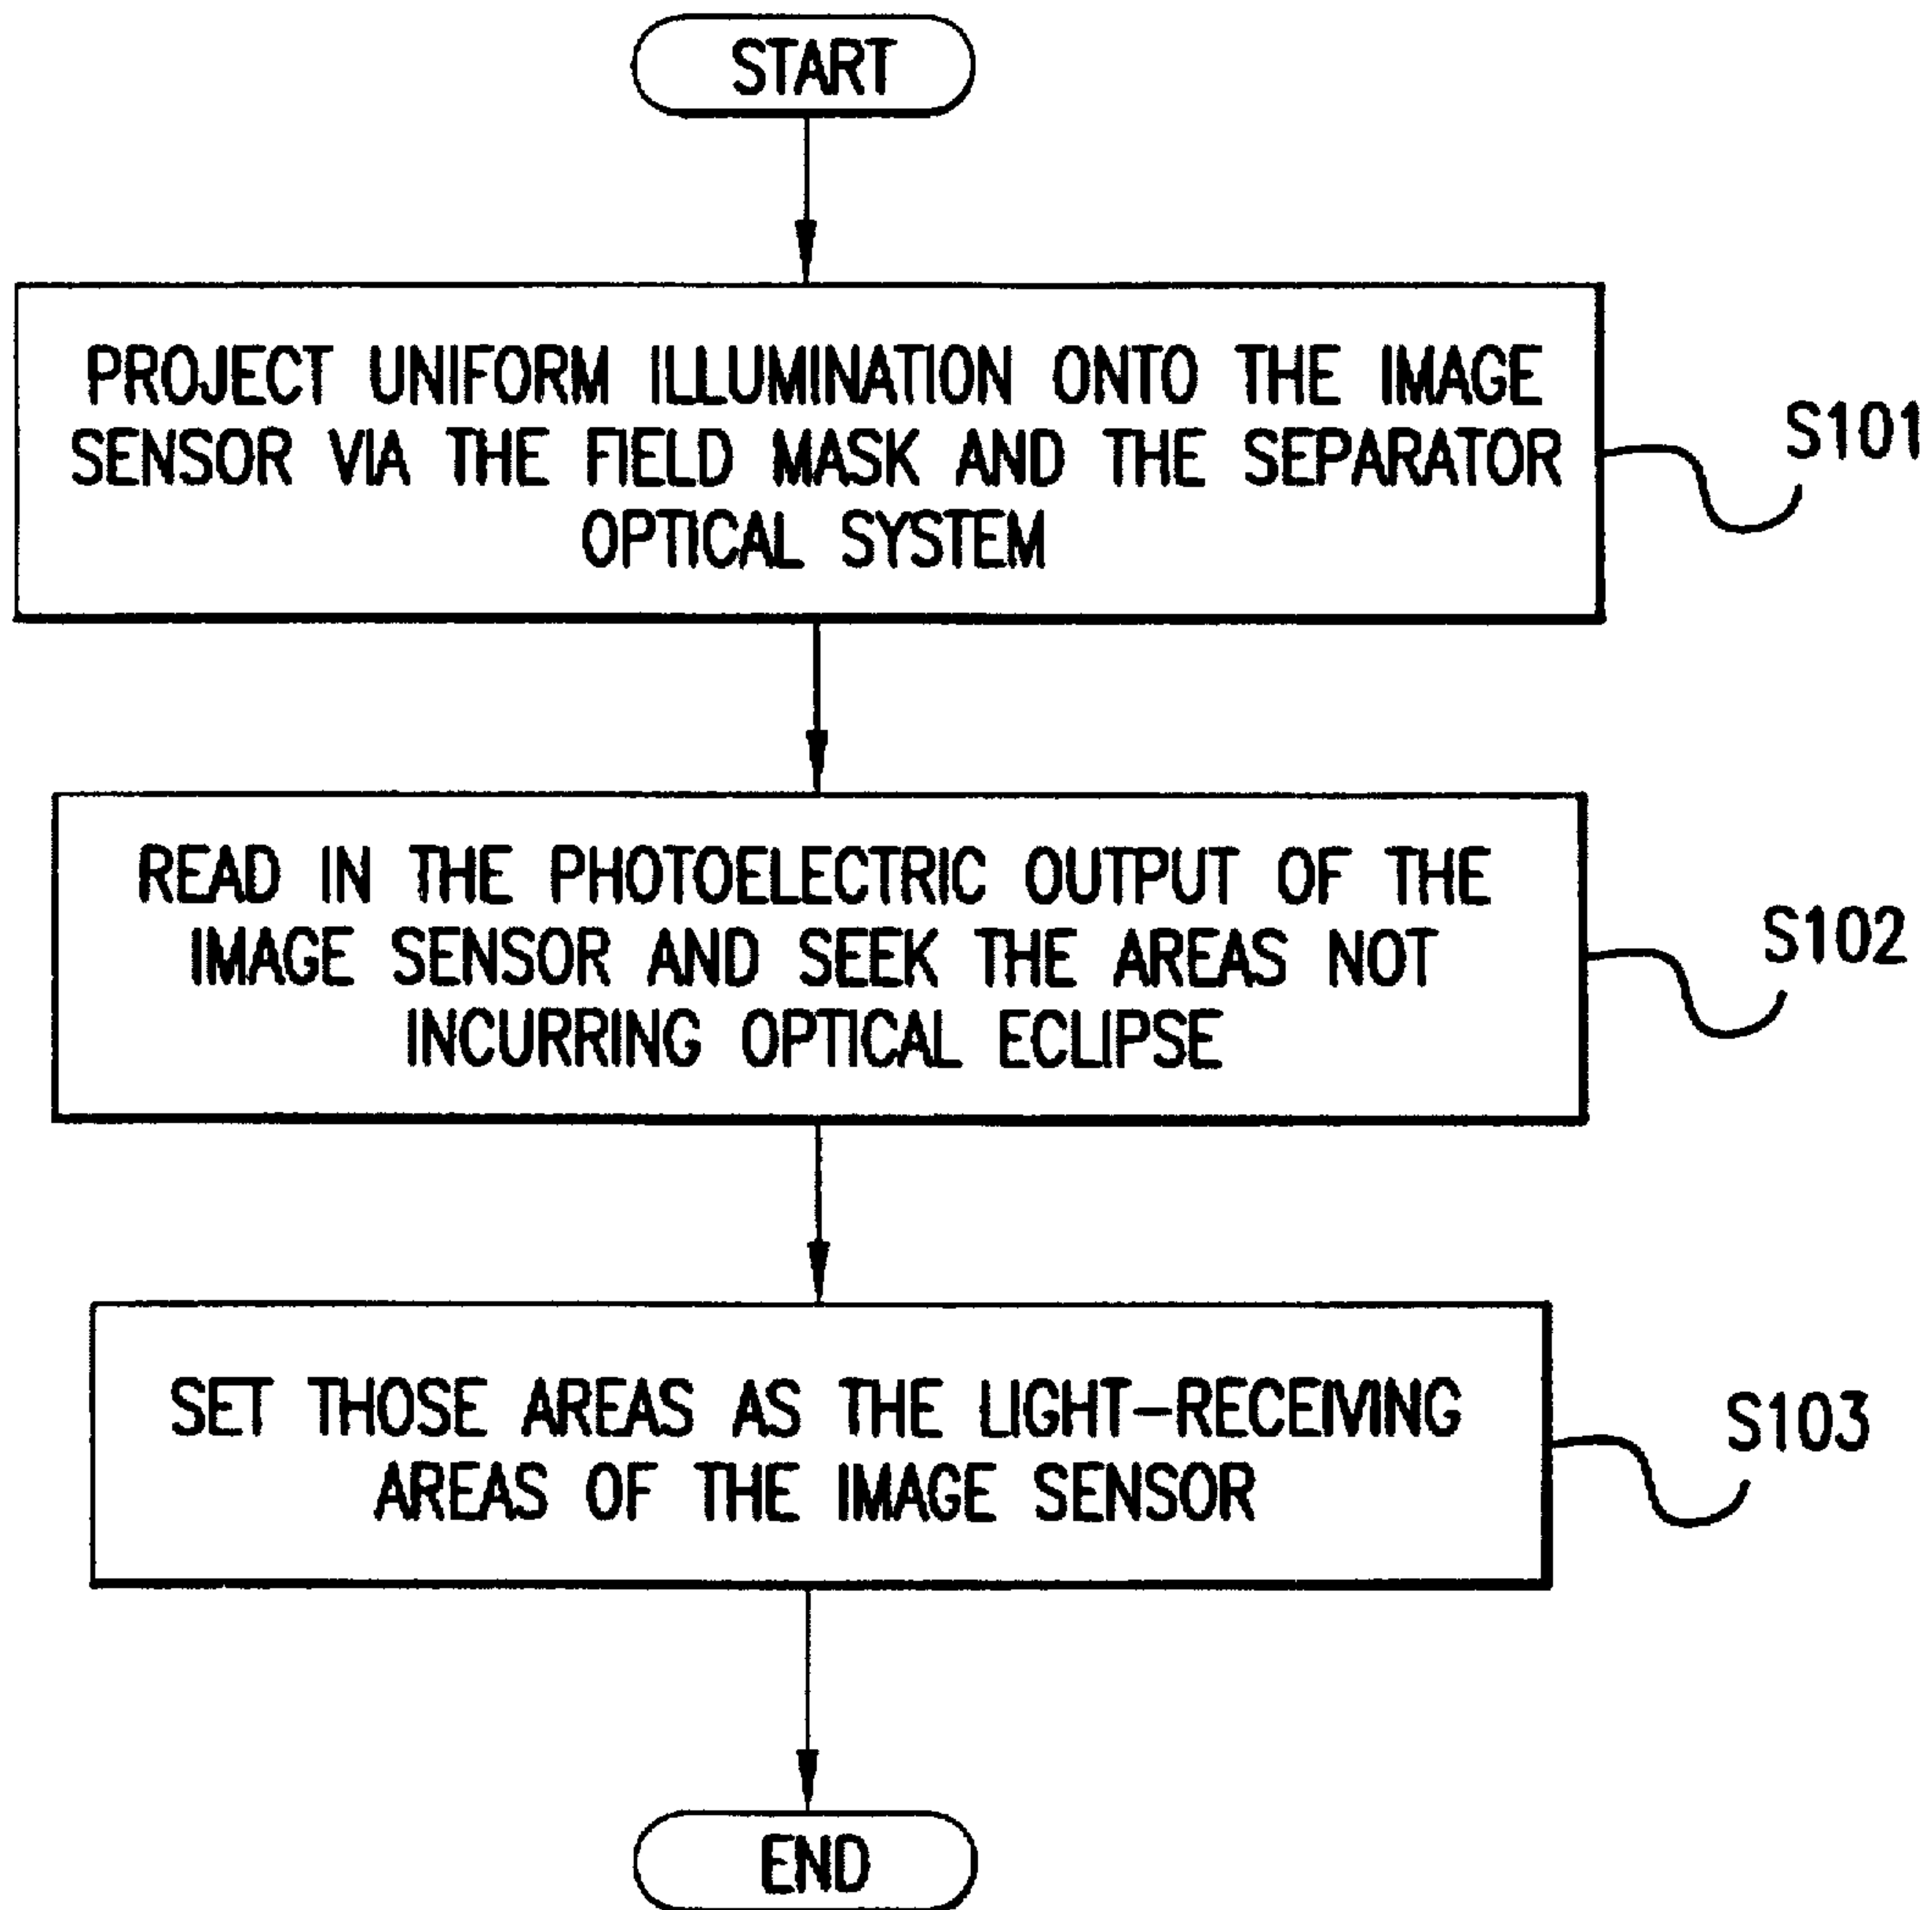 START
PROJECT UNIFORM ILLUMINATION ONTO THE IMAGE
SENSOR VIA THE FIELD MASK AND THE SEPARATOR
OPTICAL SYSTEM
S101
READ IN THE PHOTOELECTRIC OUTPUT OF THE
IMAGE SENSOR AND SEEK THE AREAS NOT
INCURRING OPTICAL ECLIPSE
S102
SET THOSE AREAS AS THE LIGHT-RECEIVING
AREAS OF THE IMAGE SENSOR
S103
END